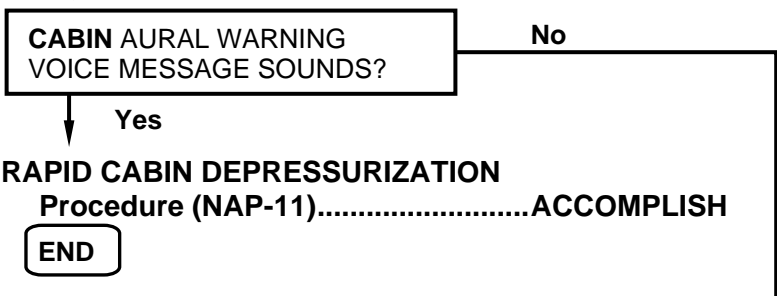 CABIN AURAL WARNING
No
VOICE MESSAGE SOUNDS?
Yes
RAPID CABIN DEPRESSURIZATION
Procedure (NAP-11)..........................ACCOMPLISH
END